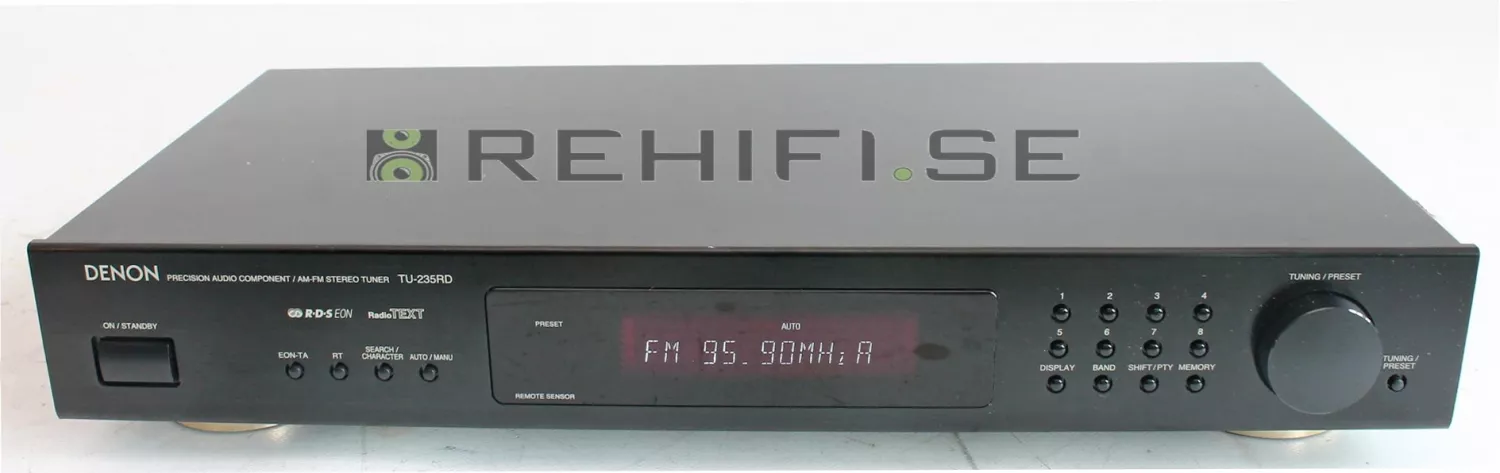 REHIFI.SE
DENON PRECISION AUDIO COMPONENT / AM-FM STEREO TUNER TU-235RD
TUNING / PRESET
R·D·S EON RadioTEXT
ON / STANDBY
EON-TA RT SEARCH / CHARACTER AUTO / MANU
PRESET AUTO
FM 95.90MHz A
REMOTE SENSOR
1 2 3 4
5 6 7 8
DISPLAY BAND SHIFT / PTY MEMORY
TUNING /
PRESET